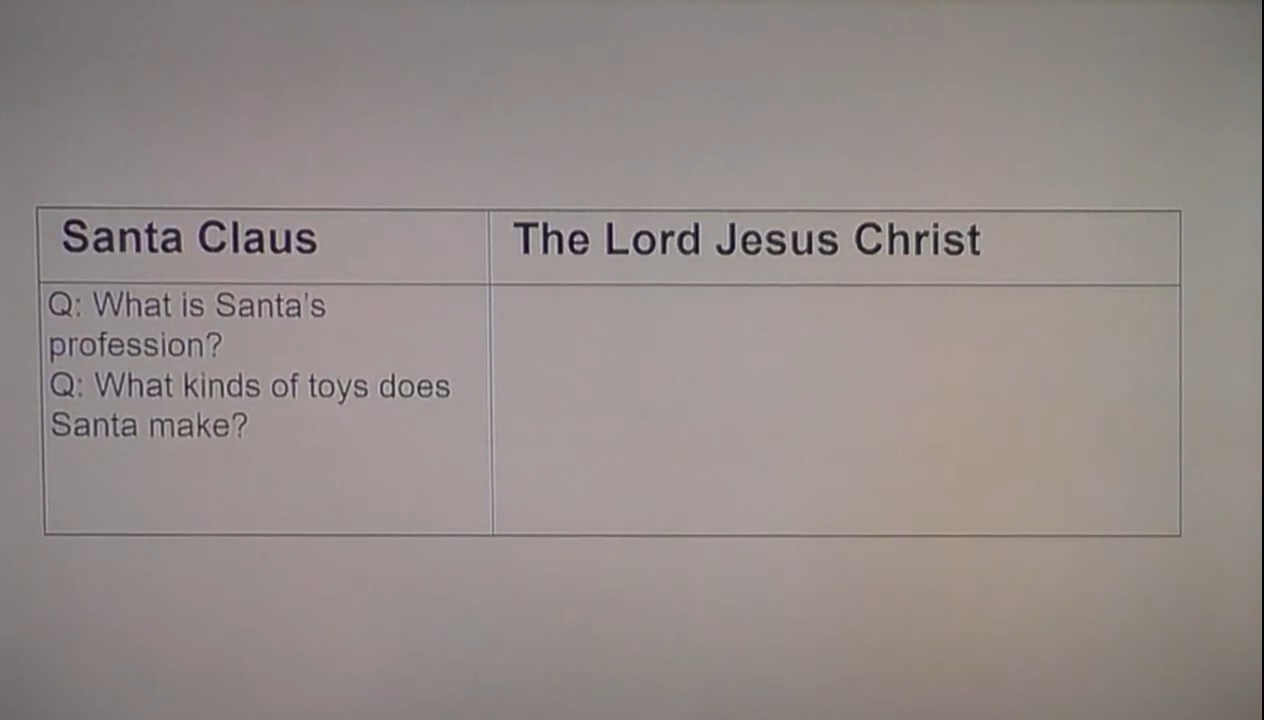 Santa Claus
The Lord Jesus Christ
Q: What is Santa's
profession?
Q: What kinds of toys does
Santa make?